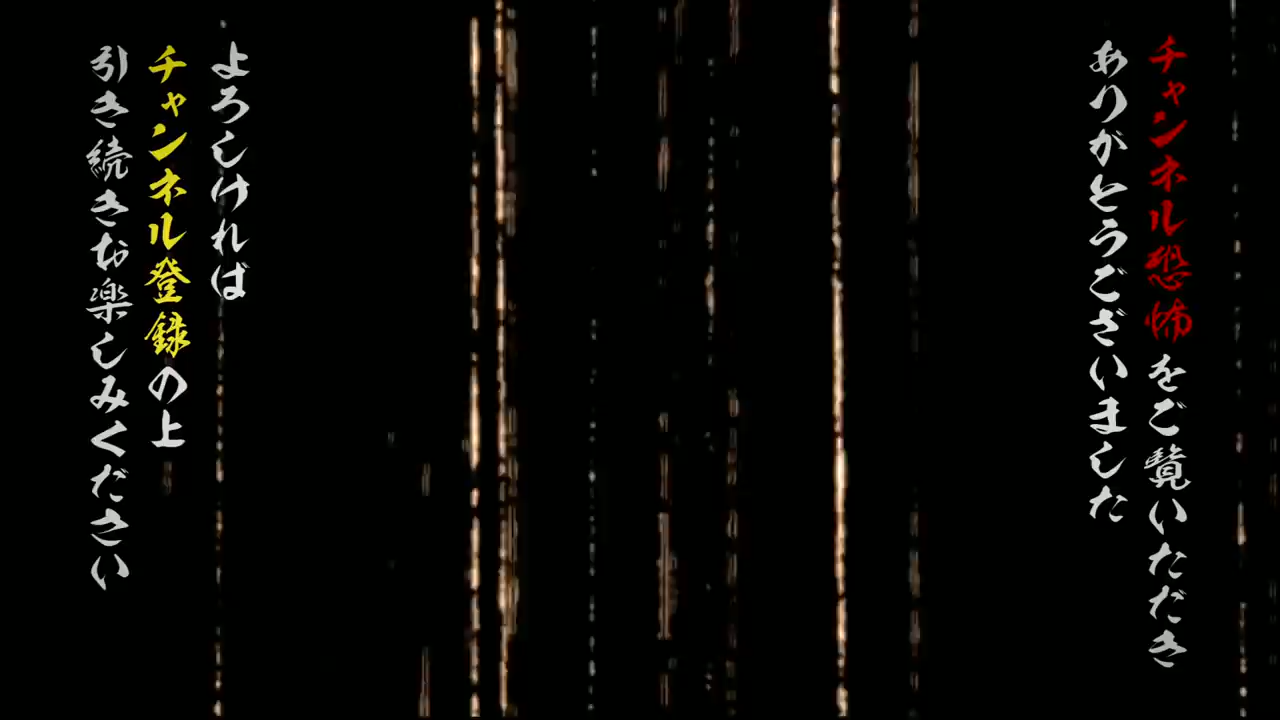 チャンネル恐怖をご覧いただき
ありがとうございました
よろしければ
チャンネル登録の上
引き続きお楽しみください